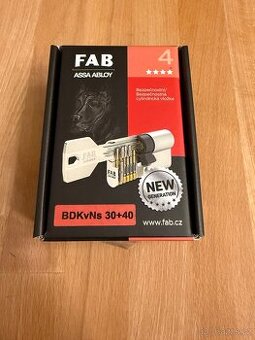 FAB
ASSA ABLOY
4
Bezpečnostní
Bezpečnostná
cylindrická vložka
NEW
GENERATION
BDKvNs 30+40
www.fab.cz